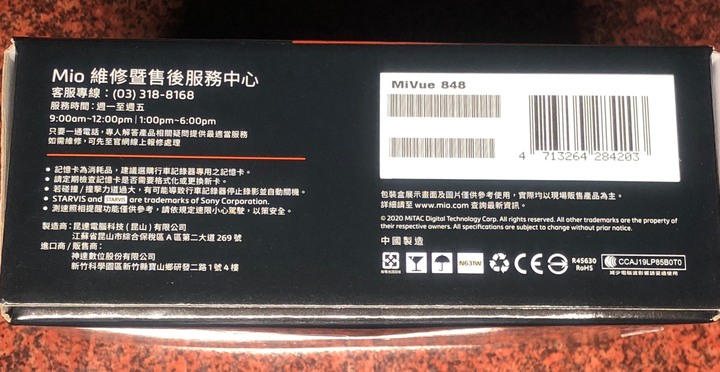 Mio 維修暨售後服務中心
客服專線：(03) 318-8168
服務時間：週一至週五
9:00am~12:00pm | 1:00pm~6:00pm
只要一通電話，專人解答產品相關疑問提供最適當服務
如需維修，可先至官網線上報修處理
• 記憶卡為消耗品，建議選購行車記錄器專用之記憶卡。
• 請定期檢查記憶卡是否需要格式化或更換新卡。
• 若碰撞 / 撞擊力道過大，有可能導致行車記錄器停止錄影並自動關機。
• STARVIS and STARVIS are trademarks of Sony Corporation.
• 測速照相提醒功能僅供參考，請依規定速限小心駕駛，以策安全。
製造商：昆達電腦科技 (昆山) 有限公司
江蘇省昆山市綜合保稅區 A 區第二大道 269 號
進口商 / 販售商：
神達數位股份有限公司
新竹科學園區新竹縣寶山鄉研發二路 1 號 4 樓
MiVue 848
4 713264 284203
包裝盒展示畫面及圖片僅供參考使用，實際均以現場販售產品為主。
詳細規格請至 www.mio.com 查詢最新資訊。
© 2020 MiTAC Digital Technology Corp. All rights reserved. All other trademarks are the property of
their respective owners. All specifications are subject to change without prior notice.
中國製造
N631W
CE
R45630
RoHS
CCAJ19LP85B0T0
減少電磁波影響請妥適使用